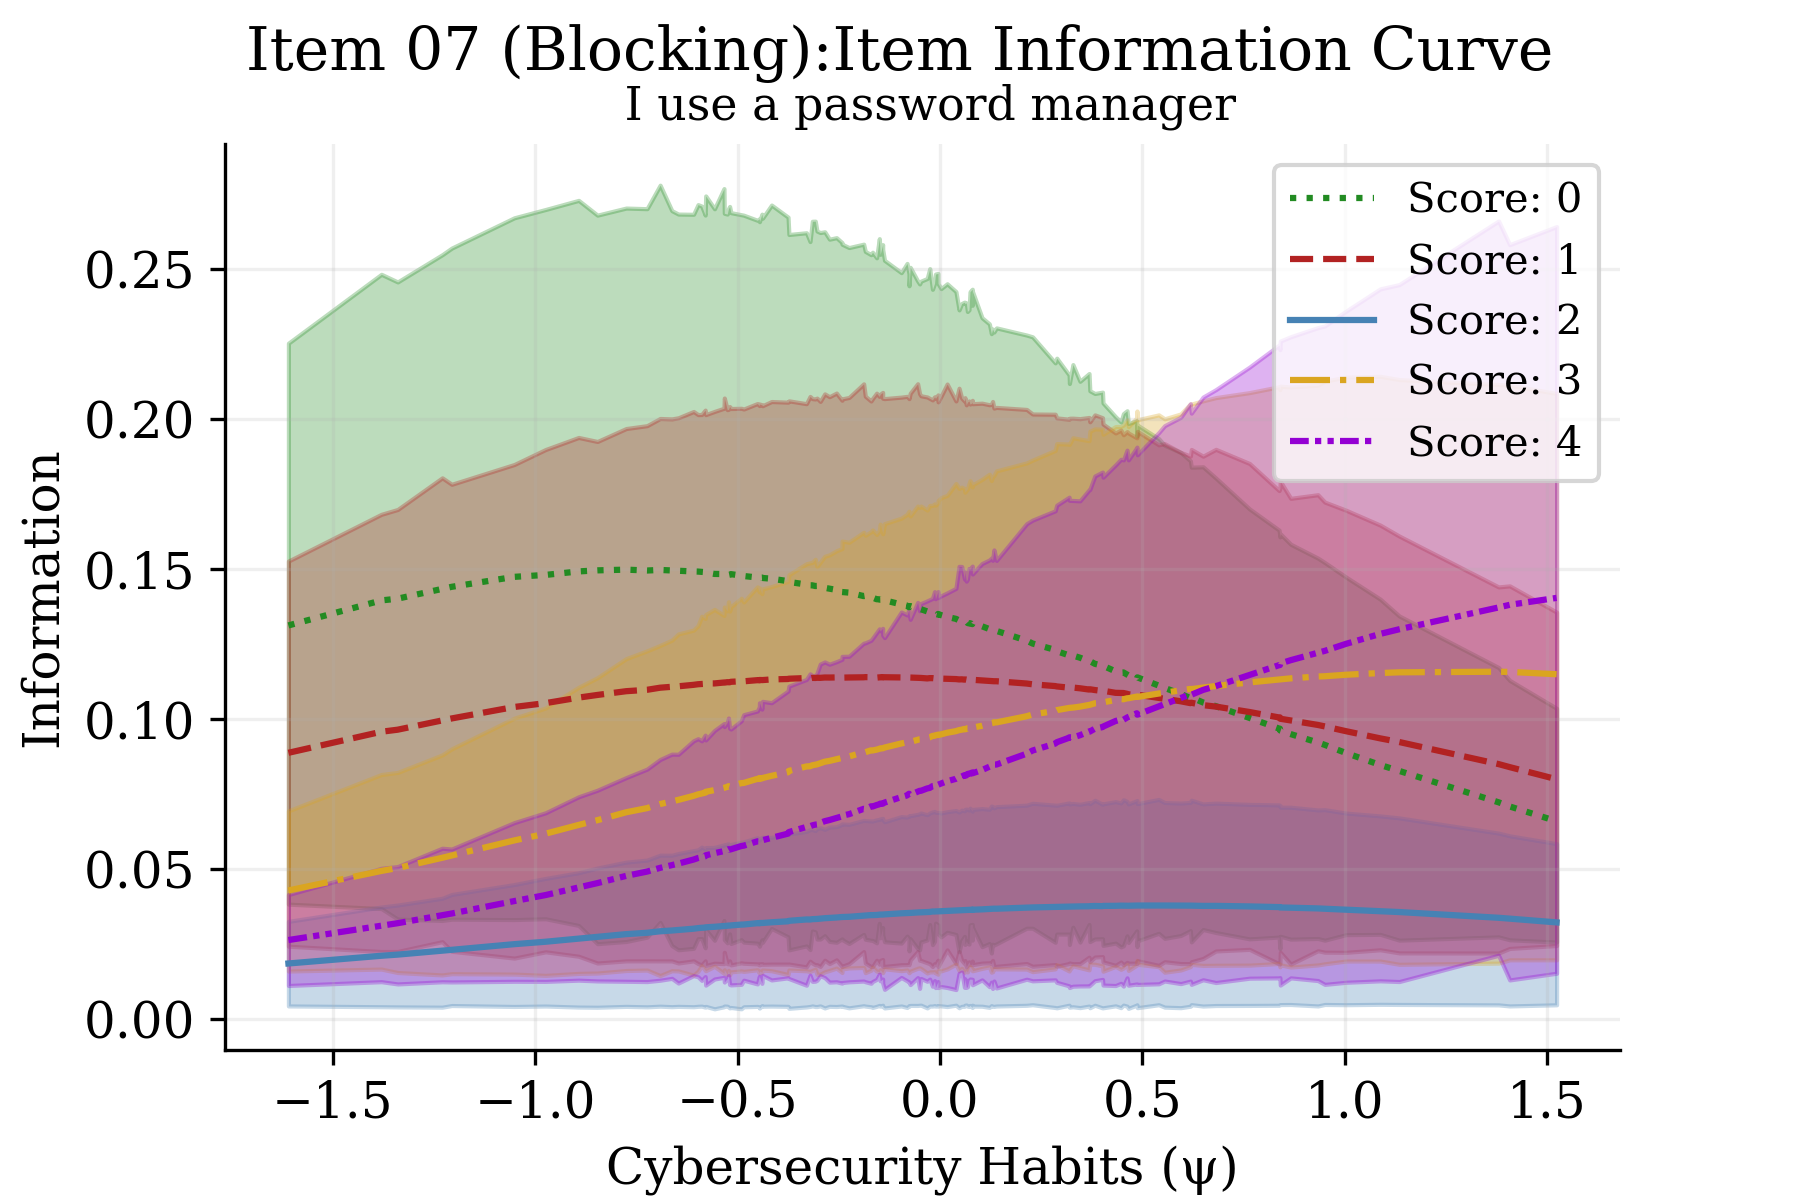 Item 07 (Blocking):Item Information Curve
I use a password manager
Score: 0
Score: 1
Score: 2
Score: 3
Score: 4
Information
0.25
0.20
0.15
0.10
0.05
0.00
−1.5
−1.0
−0.5
0.0
0.5
1.0
1.5
Cybersecurity Habits (ψ)